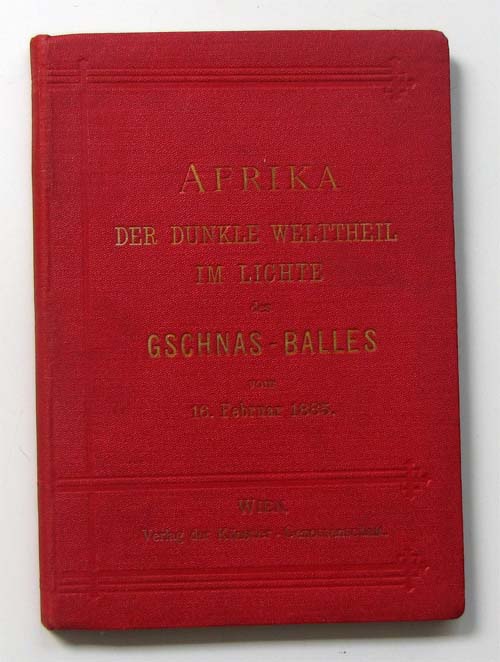 AFRIKA
DER DUNKLE WELTTHEIL
IM LICHTE
des
GSCHNAS-BALLES
vom
16. Februar 1885.
WIEN.
Verlag der Künstler-Genossenschaft.